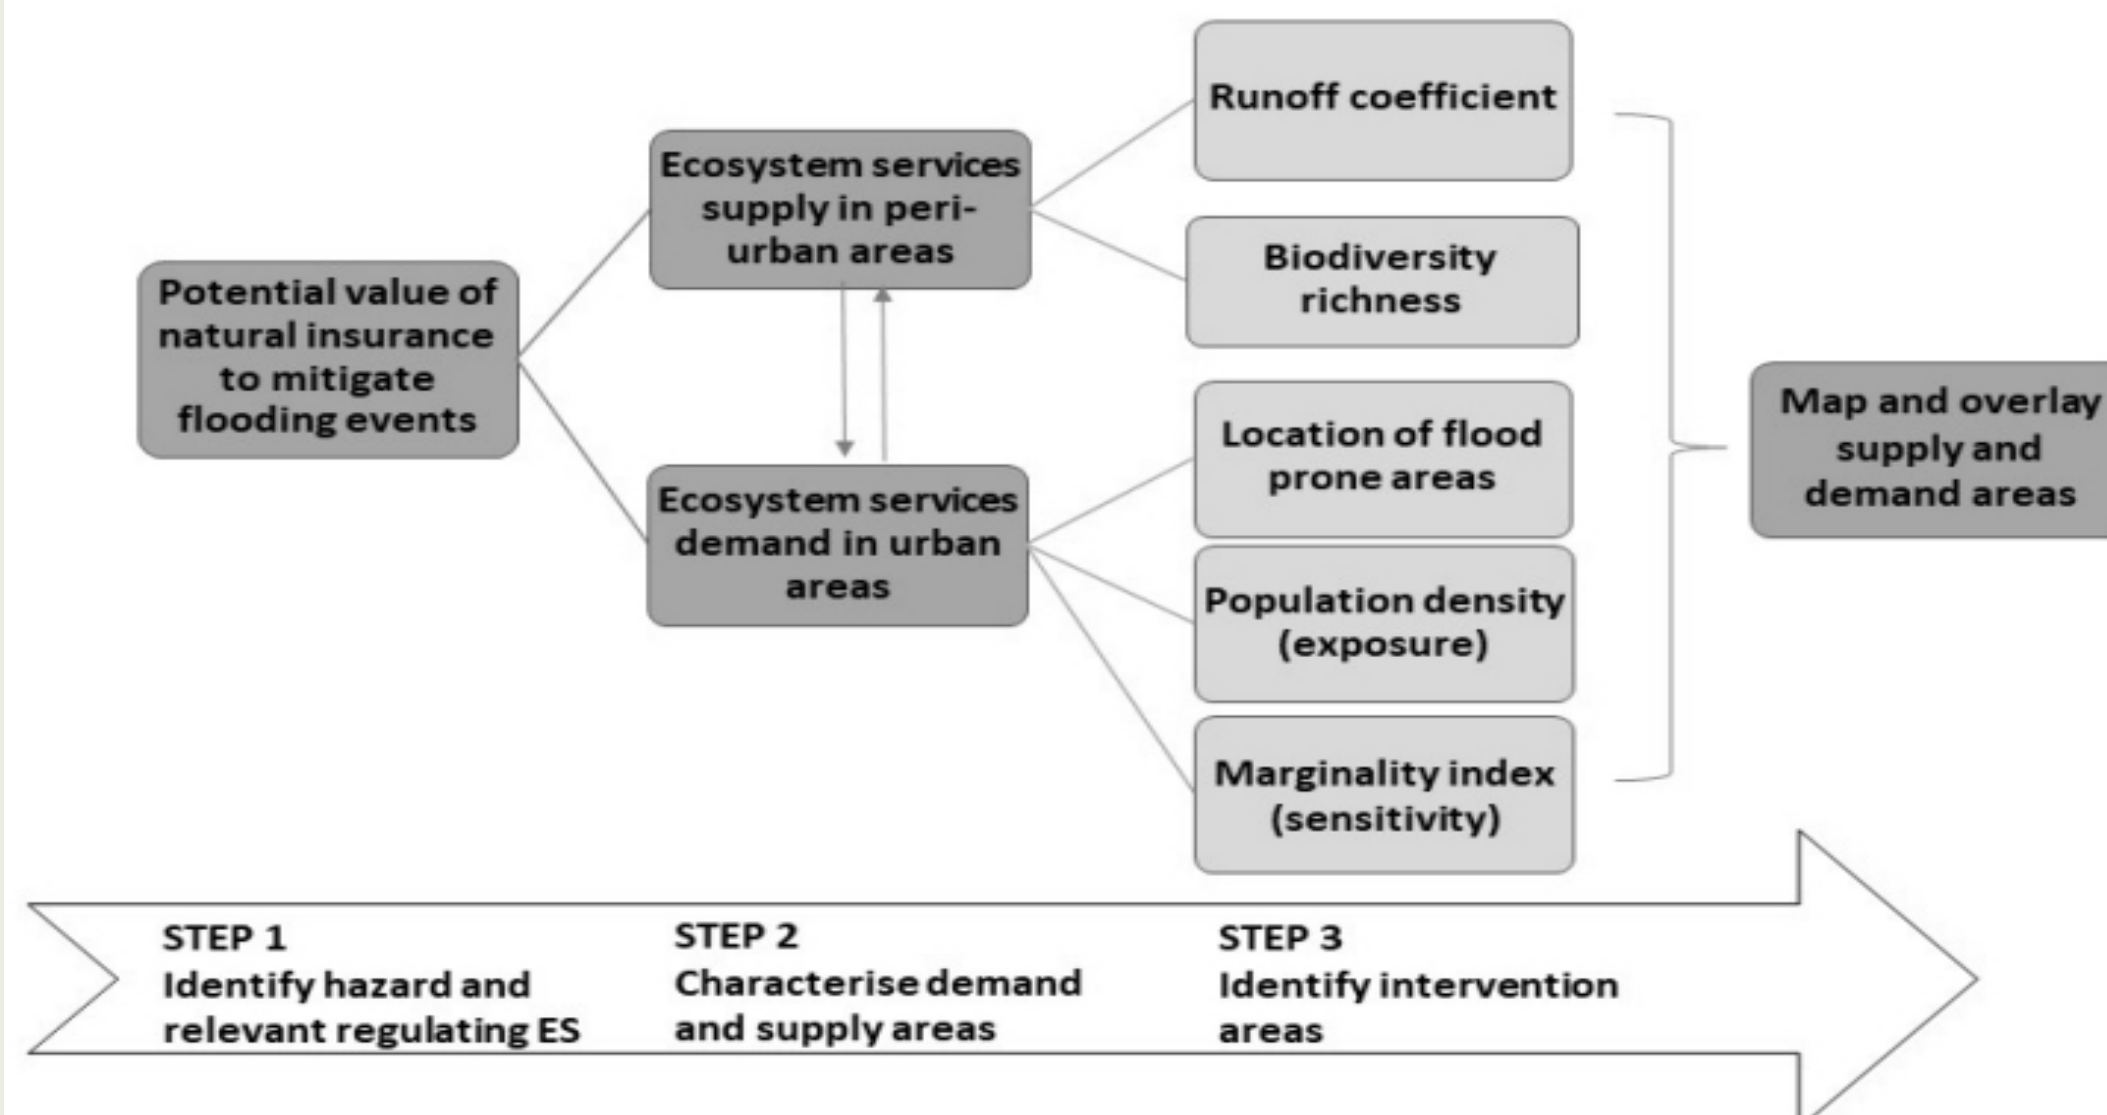 Runoff coefficient
Ecosystem services
supply in peri-
urban areas
Biodiversity
richness
Potential value of
natural insurance
to mitigate
flooding events
Location of flood
prone areas
Map and overlay
supply and
demand areas
Ecosystem services
demand in urban
areas
Population density
(exposure)
Marginality index
(sensitivity)
STEP 1
Identify hazard and
relevant regulating ES
STEP 2
Characterise demand
and supply areas
STEP 3
Identify intervention
areas